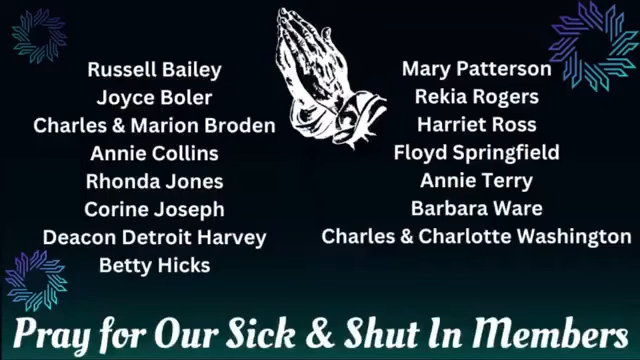 Russell Bailey
Joyce Boler
Charles & Marion Broden
Annie Collins
Rhonda Jones
Corine Joseph
Deacon Detroit Harvey
Betty Hicks
Mary Patterson
Rekia Rogers
Harriet Ross
Floyd Springfield
Annie Terry
Barbara Ware
Charles & Charlotte Washington
Pray for Our Sick & Shut In Members